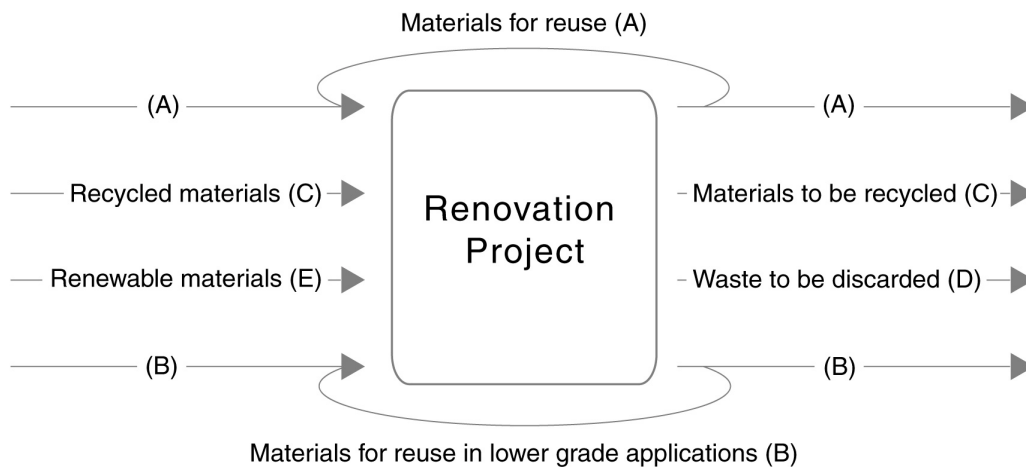 Materials for reuse (A)
(A)
(A)
Recycled materials (C)
Materials to be recycled (C)
Renovation
Project
Renewable materials (E)
Waste to be discarded (D)
(B)
(B)
Materials for reuse in lower grade applications (B)